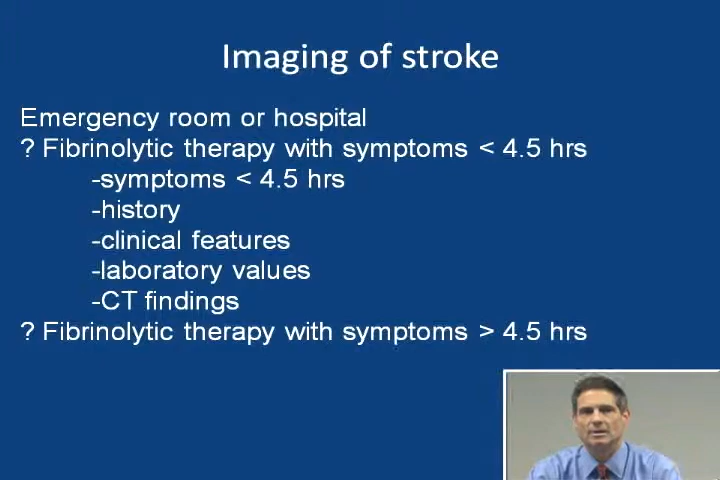 Imaging of stroke
Emergency room or hospital
? Fibrinolytic therapy with symptoms < 4.5 hrs
-symptoms < 4.5 hrs
-history
-clinical features
-laboratory values
-CT findings
? Fibrinolytic therapy with symptoms > 4.5 hrs